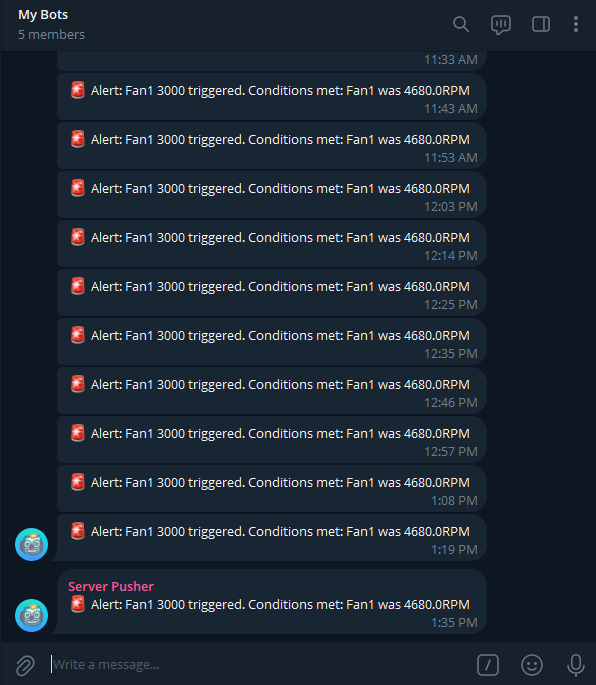 My Bots
5 members
11:33 AM
Alert: Fan1 3000 triggered. Conditions met: Fan1 was 4680.0RPM
11:43 AM
Alert: Fan1 3000 triggered. Conditions met: Fan1 was 4680.0RPM
11:53 AM
Alert: Fan1 3000 triggered. Conditions met: Fan1 was 4680.0RPM
12:03 PM
Alert: Fan1 3000 triggered. Conditions met: Fan1 was 4680.0RPM
12:14 PM
Alert: Fan1 3000 triggered. Conditions met: Fan1 was 4680.0RPM
12:25 PM
Alert: Fan1 3000 triggered. Conditions met: Fan1 was 4680.0RPM
12:35 PM
Alert: Fan1 3000 triggered. Conditions met: Fan1 was 4680.0RPM
12:46 PM
Alert: Fan1 3000 triggered. Conditions met: Fan1 was 4680.0RPM
12:57 PM
Alert: Fan1 3000 triggered. Conditions met: Fan1 was 4680.0RPM
1:08 PM
Alert: Fan1 3000 triggered. Conditions met: Fan1 was 4680.0RPM
1:19 PM
Server Pusher
Alert: Fan1 3000 triggered. Conditions met: Fan1 was 4680.0RPM
1:35 PM
Write a message...